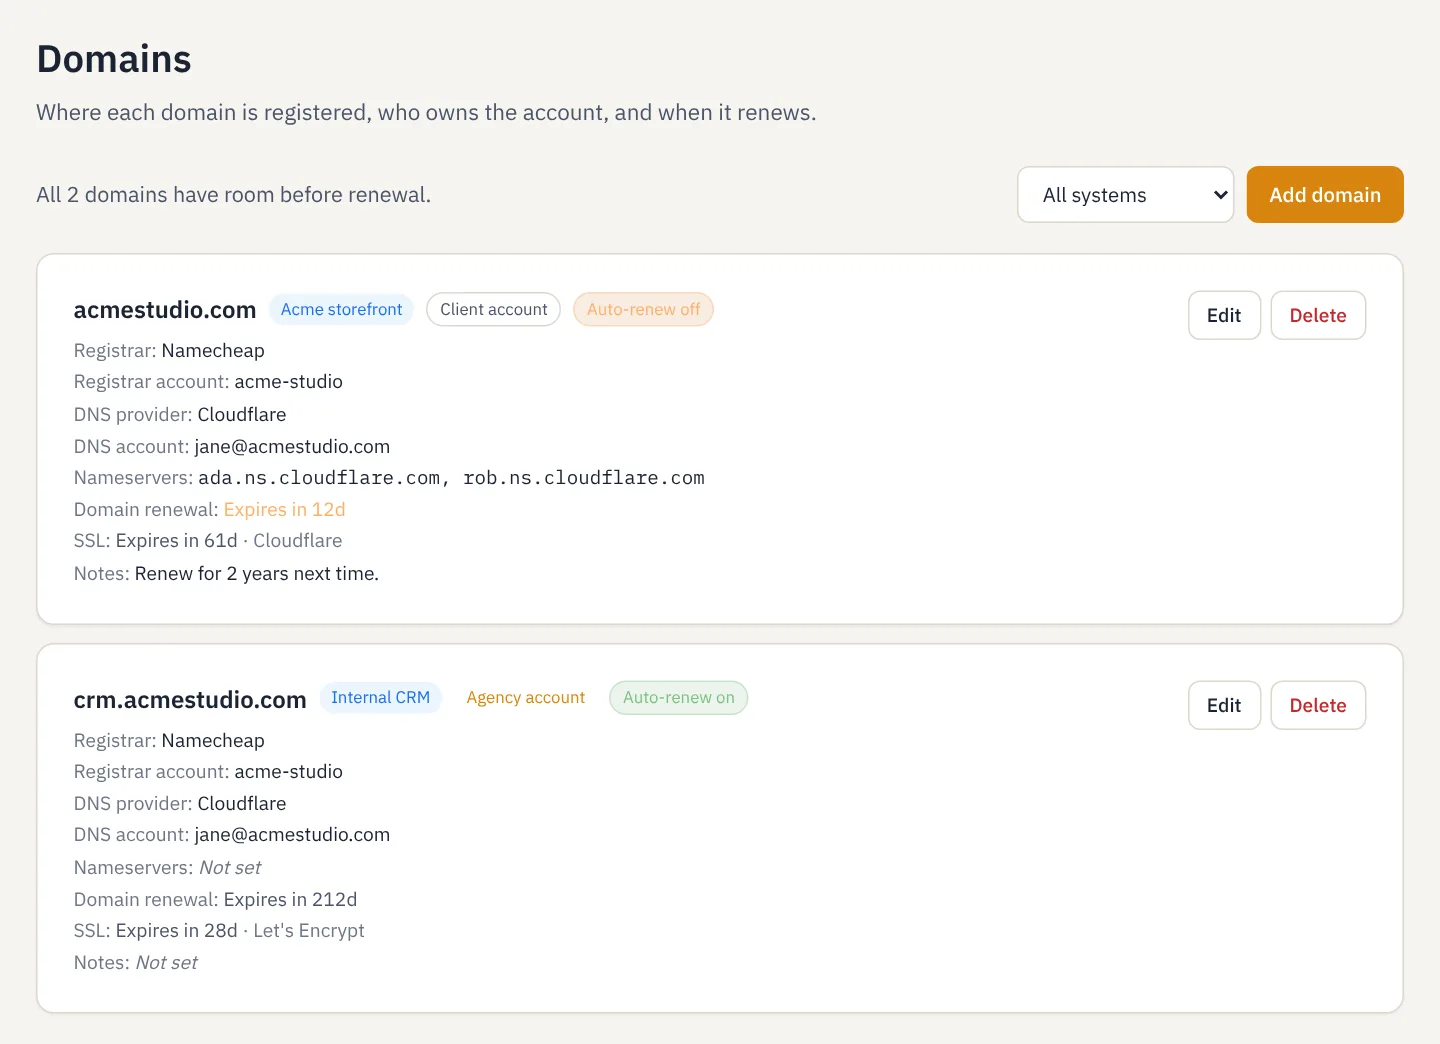 Domains
Where each domain is registered, who owns the account, and when it renews.
All 2 domains have room before renewal.
All systems
Add domain
acmestudio.com Acme storefront Client account Auto-renew off
Edit Delete
Registrar: Namecheap
Registrar account: acme-studio
DNS provider: Cloudflare
DNS account: jane@acmestudio.com
Nameservers: ada.ns.cloudflare.com, rob.ns.cloudflare.com
Domain renewal: Expires in 12d
SSL: Expires in 61d · Cloudflare
Notes: Renew for 2 years next time.
crm.acmestudio.com Internal CRM Agency account Auto-renew on
Edit Delete
Registrar: Namecheap
Registrar account: acme-studio
DNS provider: Cloudflare
DNS account: jane@acmestudio.com
Nameservers: Not set
Domain renewal: Expires in 212d
SSL: Expires in 28d · Let's Encrypt
Notes: Not set